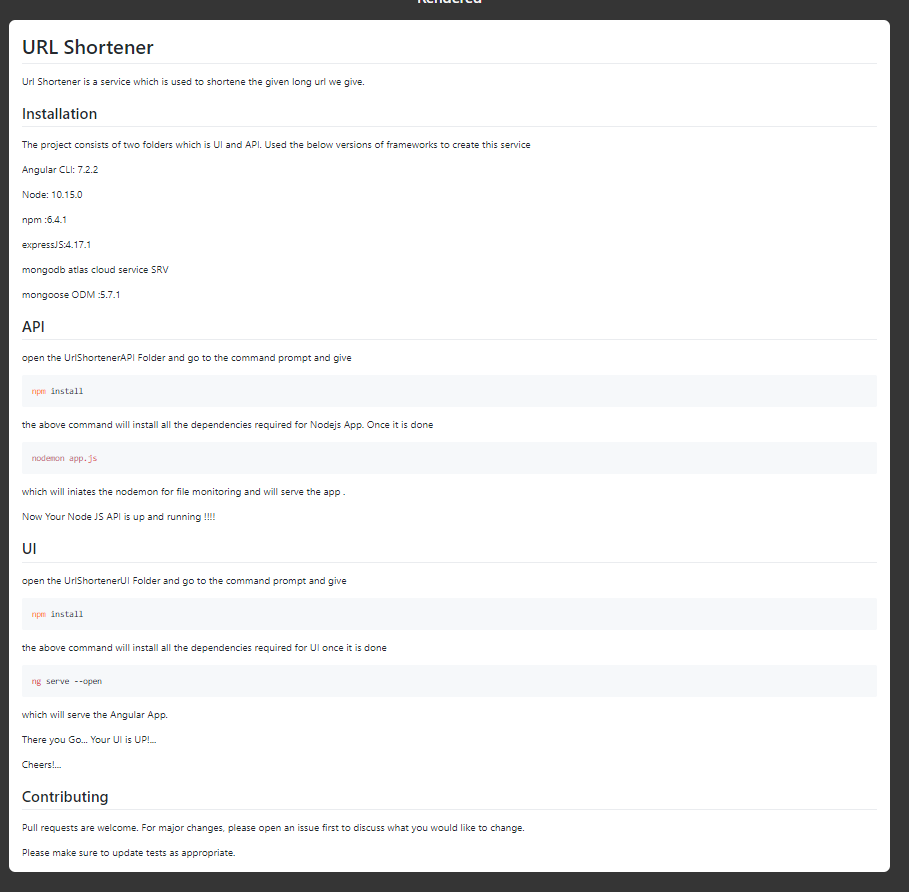 Rendered
URL Shortener
Url Shortener is a service which is used to shortene the given long url we give.
Installation
The project consists of two folders which is UI and API. Used the below versions of frameworks to create this service
Angular CLI: 7.2.2
Node: 10.15.0
npm :6.4.1
expressJS:4.17.1
mongodb atlas cloud service SRV
mongoose ODM :5.7.1
API
open the UrlShortenerAPI Folder and go to the command prompt and give
npm install
the above command will install all the dependencies required for Nodejs App. Once it is done
nodemon app.js
which will iniates the nodemon for file monitoring and will serve the app .
Now Your Node JS API is up and running !!!!
UI
open the UrlShortenerUI Folder and go to the command prompt and give
npm install
the above command will install all the dependencies required for UI once it is done
ng serve --open
which will serve the Angular App.
There you Go... Your UI is UP!...
Cheers!...
Contributing
Pull requests are welcome. For major changes, please open an issue first to discuss what you would like to change.
Please make sure to update tests as appropriate.